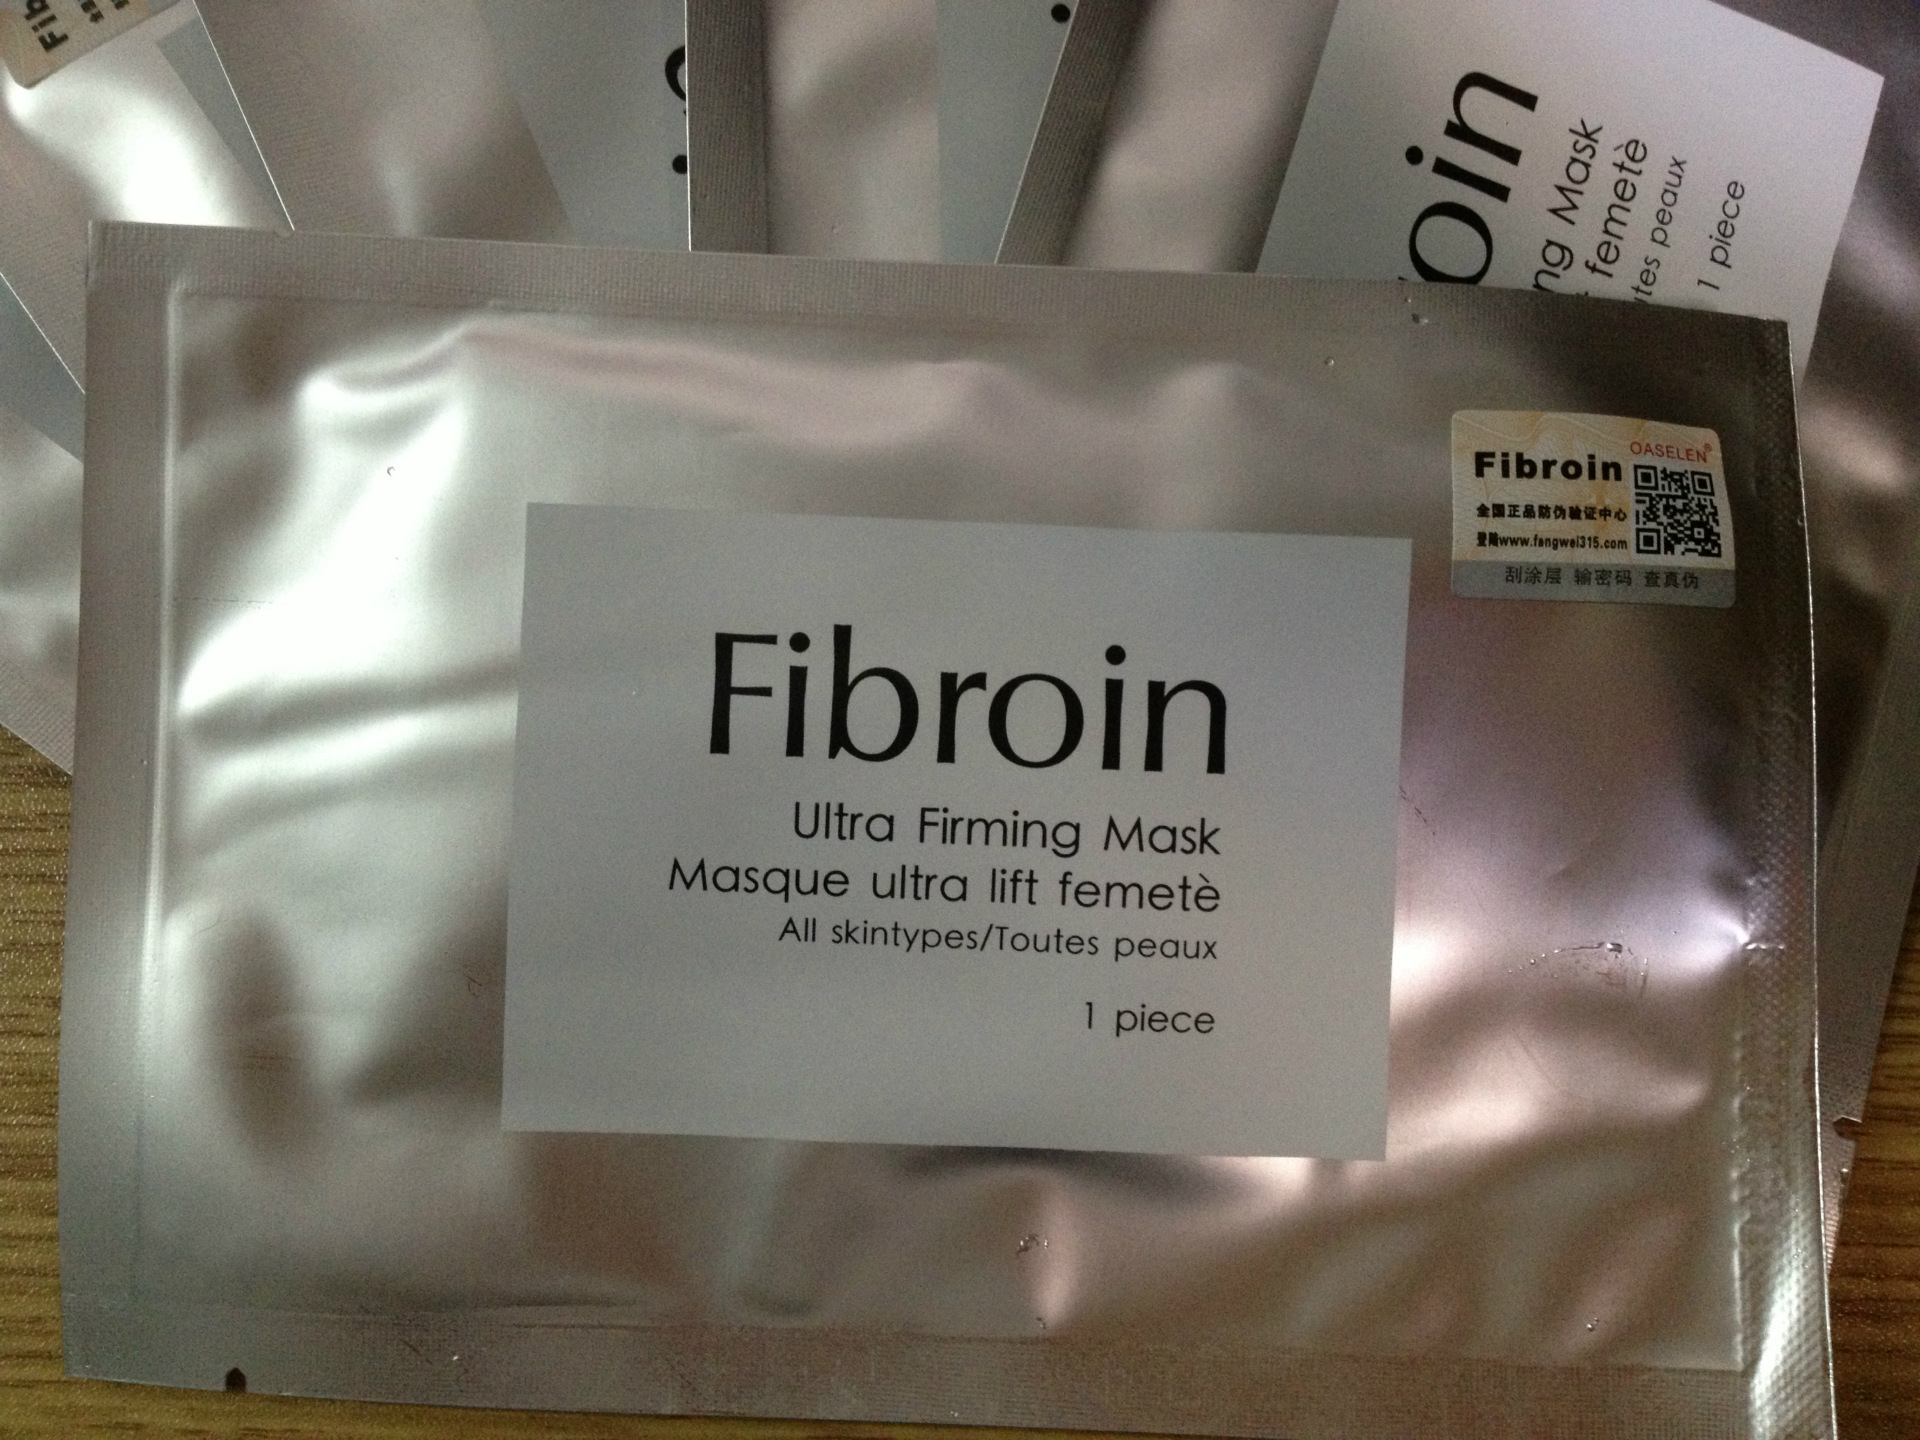 Fib
oin
ng Mask
femetè
utes peaux
1 piece
OASELEN®
Fibroin
全国正品防伪验证中心
登陆www.fangwei315.com
刮涂层 输密码 查真伪
Fibroin
Ultra Firming Mask
Masque ultra lift femetè
All skintypes/Toutes peaux
1 piece